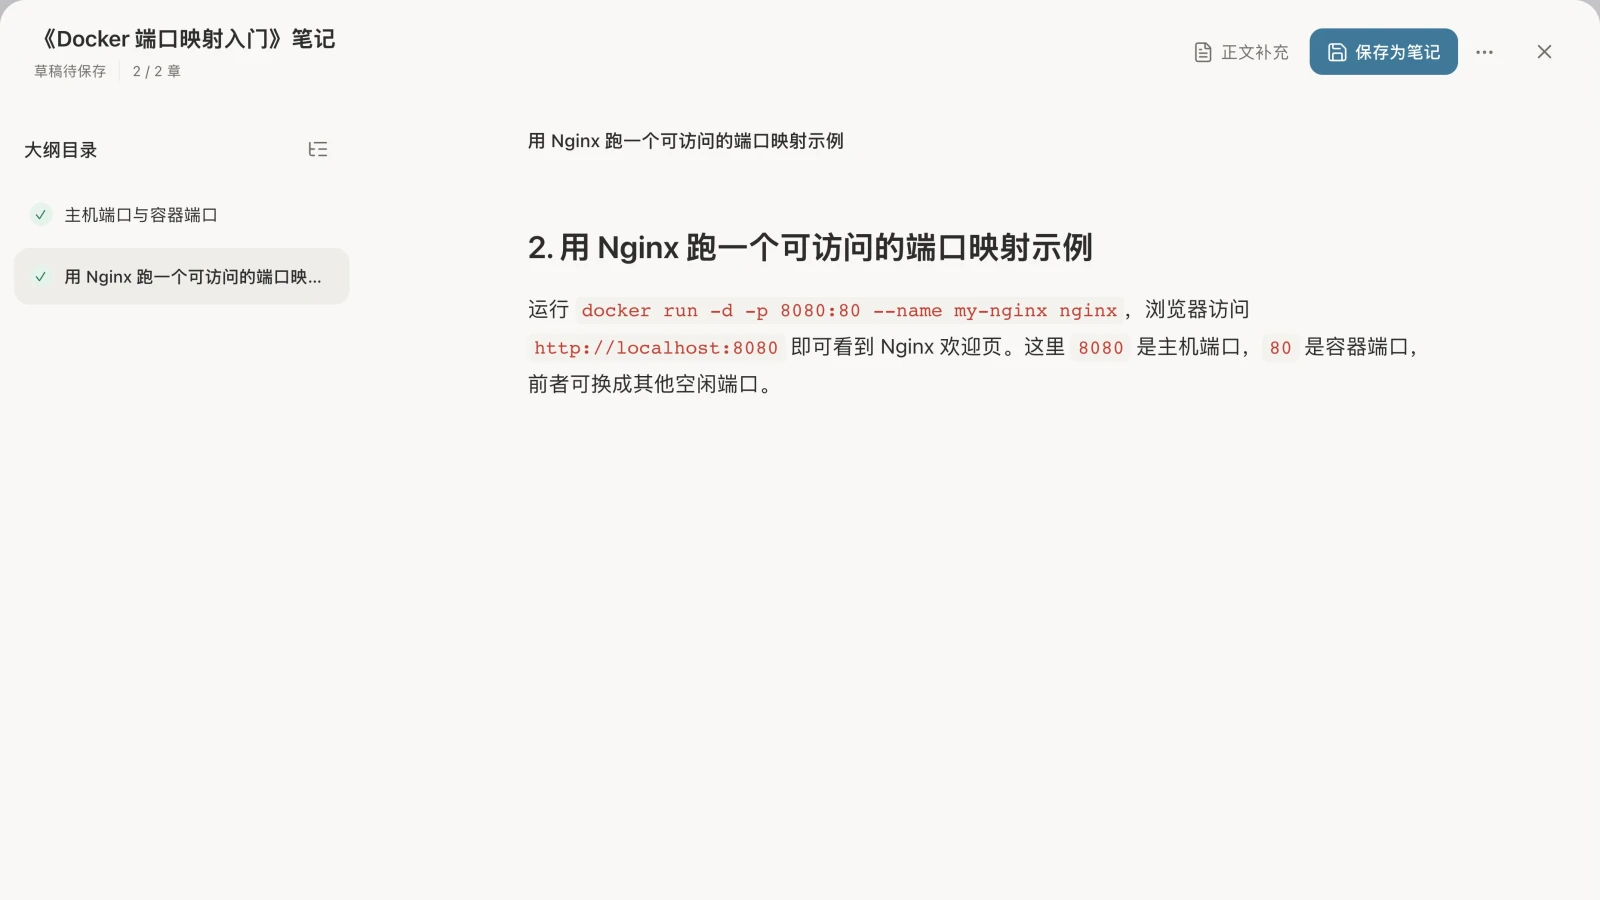 《Docker 端口映射入门》笔记
草稿待保存 2 / 2 章
正文补充
保存为笔记
大纲目录
主机端口与容器端口
用 Nginx 跑一个可访问的端口映...
用 Nginx 跑一个可访问的端口映射示例
2. 用 Nginx 跑一个可访问的端口映射示例
运行 docker run -d -p 8080:80 --name my-nginx nginx，浏览器访问
http://localhost:8080 即可看到 Nginx 欢迎页。这里 8080 是主机端口，80 是容器端口，
前者可换成其他空闲端口。